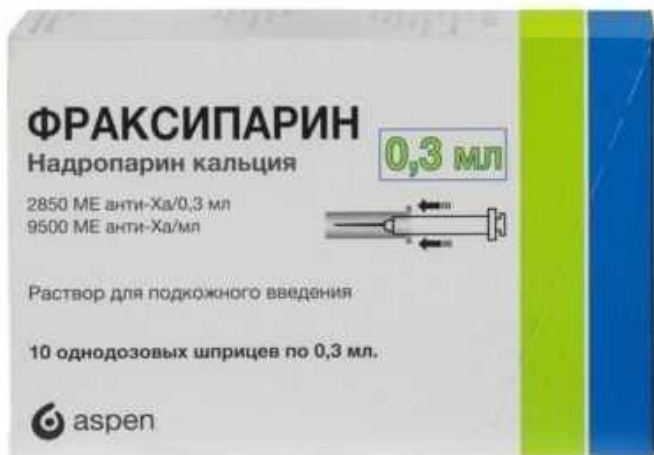 ФРАКСИПАРИН
Надропарин кальция
0,3 мл
2850 МЕ анти-Ха/0,3 мл
9500 МЕ анти-Ха/мл
Раствор для подкожного введения
10 однодозовых шприцев по 0,3 мл.
aspen